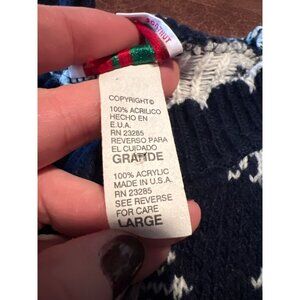 COPYRIGHT©
100% ACRILICO
HECHO EN
E.U.A.
RN 23285
REVERSO PARA
EL CUIDADO
GRANDE
100% ACRYLIC
MADE IN U.S.A.
RN 23285
SEE REVERSE
FOR CARE
LARGE